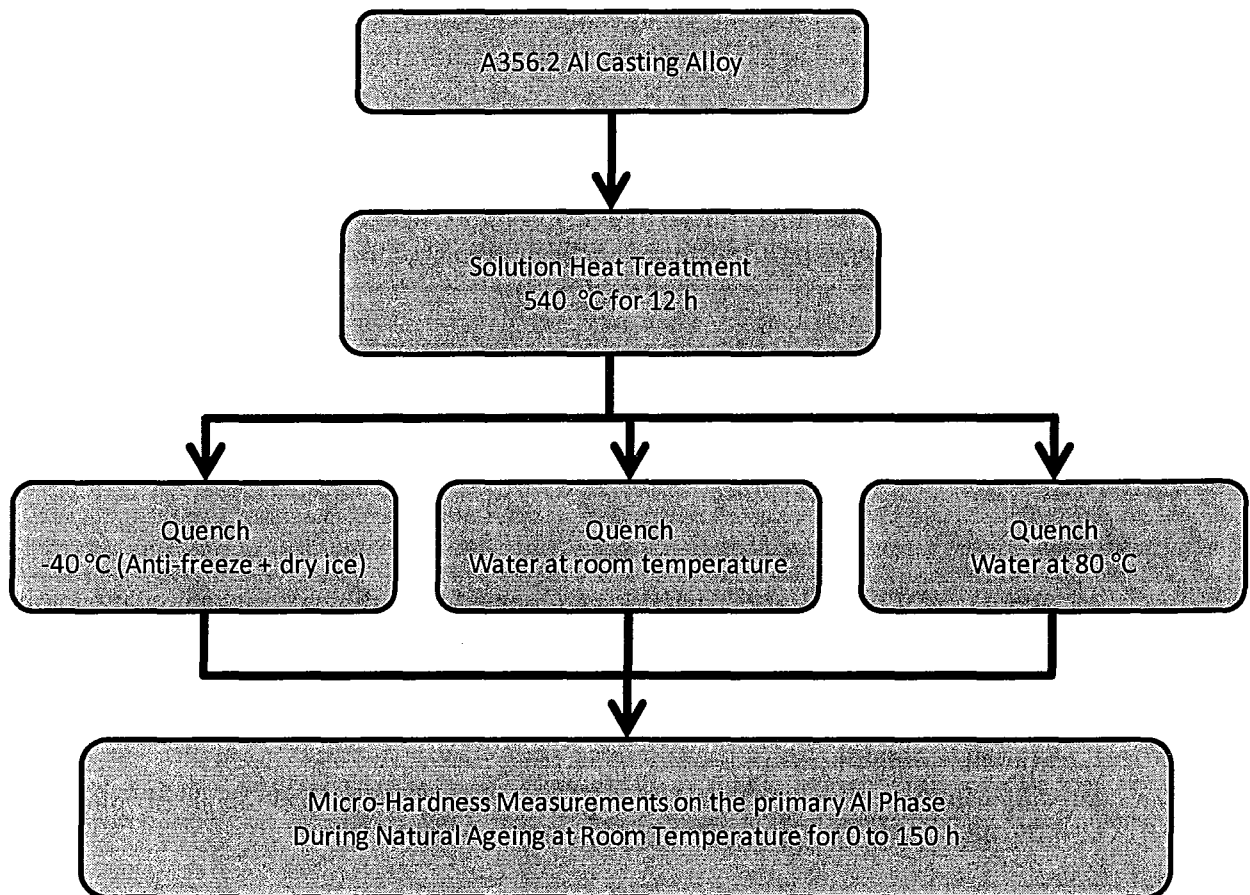 A356.2 Al Casting Alloy
Solution Heat Treatment
540 °C for 12 h
Quench
-40 °C (Anti-freeze + dry ice)
Quench
Water at room temperature
Quench
Water at 80 °C
Micro-Hardness Measurements on the primary Al Phase
During Natural Ageing at Room Temperature for 0 to 150 h